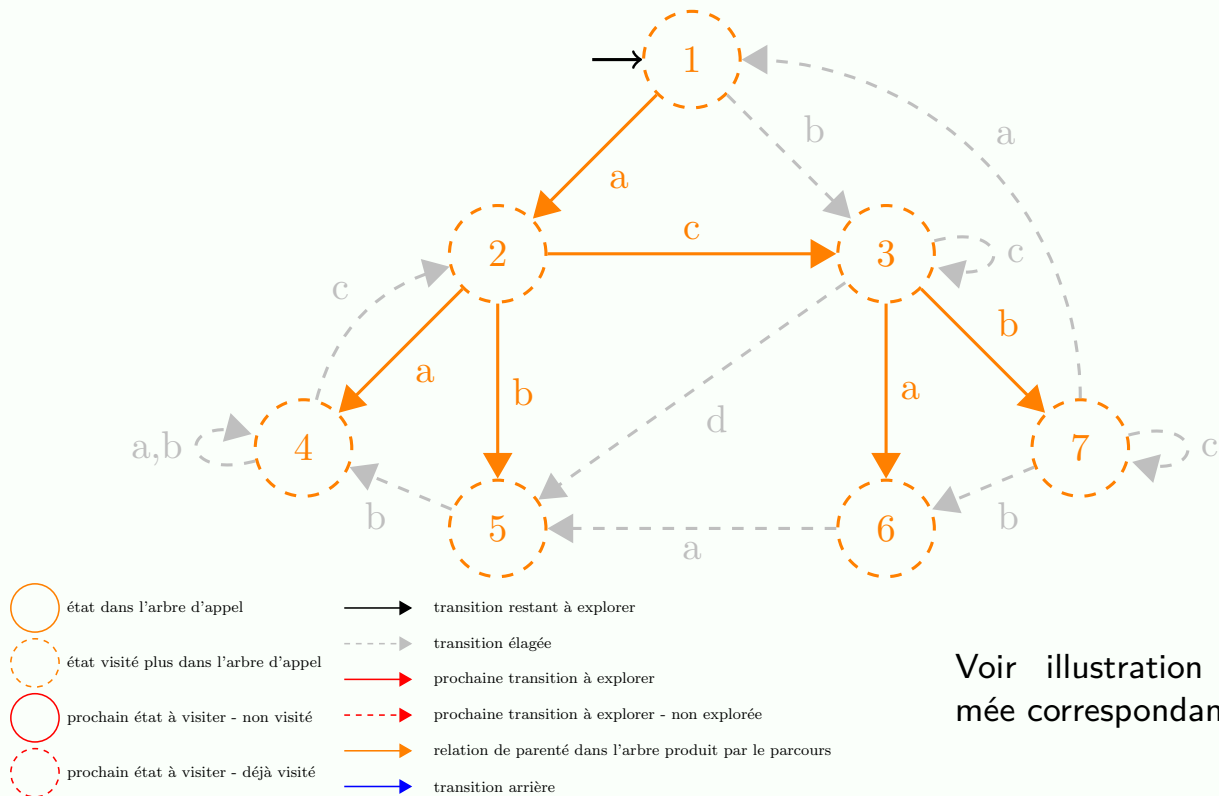 1
b
a
a
2
c
3
c
c
a
b
b
a
d
a,b
4
7
c
b
5
a
6
b
état dans l'arbre d'appel
état visité plus dans l'arbre d'appel
prochain état à visiter - non visité
prochain état à visiter - déjà visité
transition restant à explorer
transition élagée
prochaine transition à explorer
prochaine transition à explorer - non explorée
relation de parenté dans l'arbre produit par le parcours
transition arrière
Voir illustration
mée correspondan